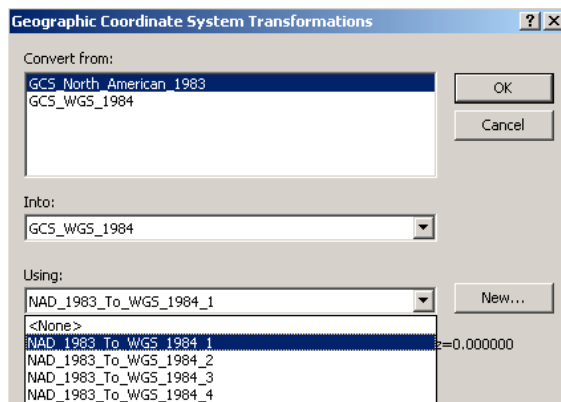 Geographic Coordinate System Transformations
Convert from:
GCS_North_American_1983
GCS_WGS_1984
OK
Cancel
Into:
GCS_WGS_1984
Using:
NAD_1983_To_WGS_1984_1
New...
<None>
NAD_1983_To_WGS_1984_1
z=0.000000
NAD_1983_To_WGS_1984_2
NAD_1983_To_WGS_1984_3
NAD_1983_To_WGS_1984_4